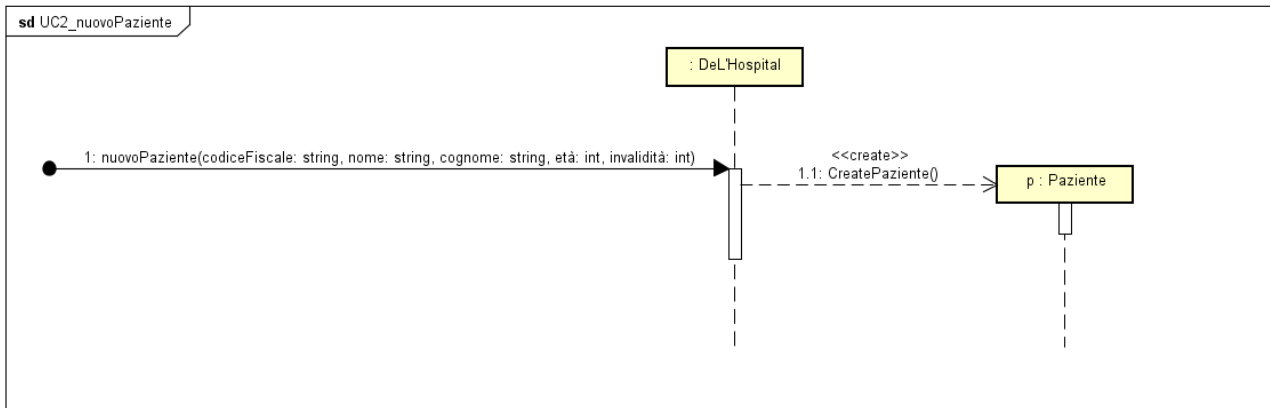 sd UC2_nuovoPaziente
: DeL'Hospital
1: nuovoPaziente(codiceFiscale: string, nome: string, cognome: string, età: int, invalidità: int)
<<create>>
1.1: CreatePaziente()
p : Paziente